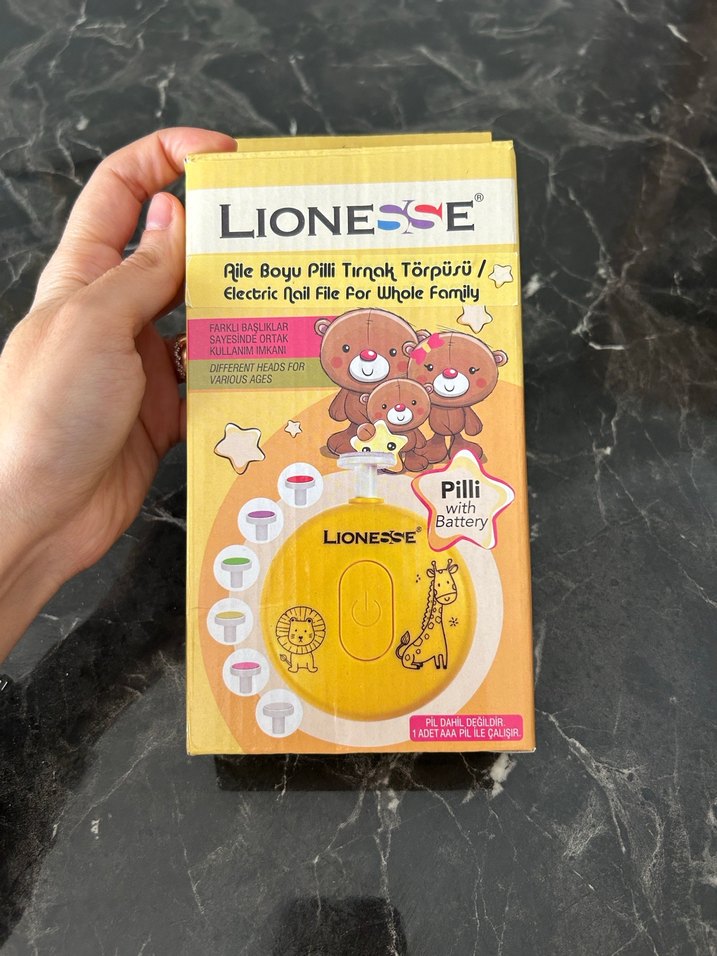 LIONESSE®
Aile Boyu Pilli Tırnak Törpüsü /
Electric Nail File For Whole Family
FARKLI BAŞLIKLAR
SAYESİNDE ORTAK
KULLANIM IMKANI
DIFFERENT HEADS FOR
VARIOUS AGES
Pilli
with
Battery
LIONESSE®
PİL DAHİL DEĞİLDİR.
1 ADET AAA PİL İLE ÇALIŞIR.